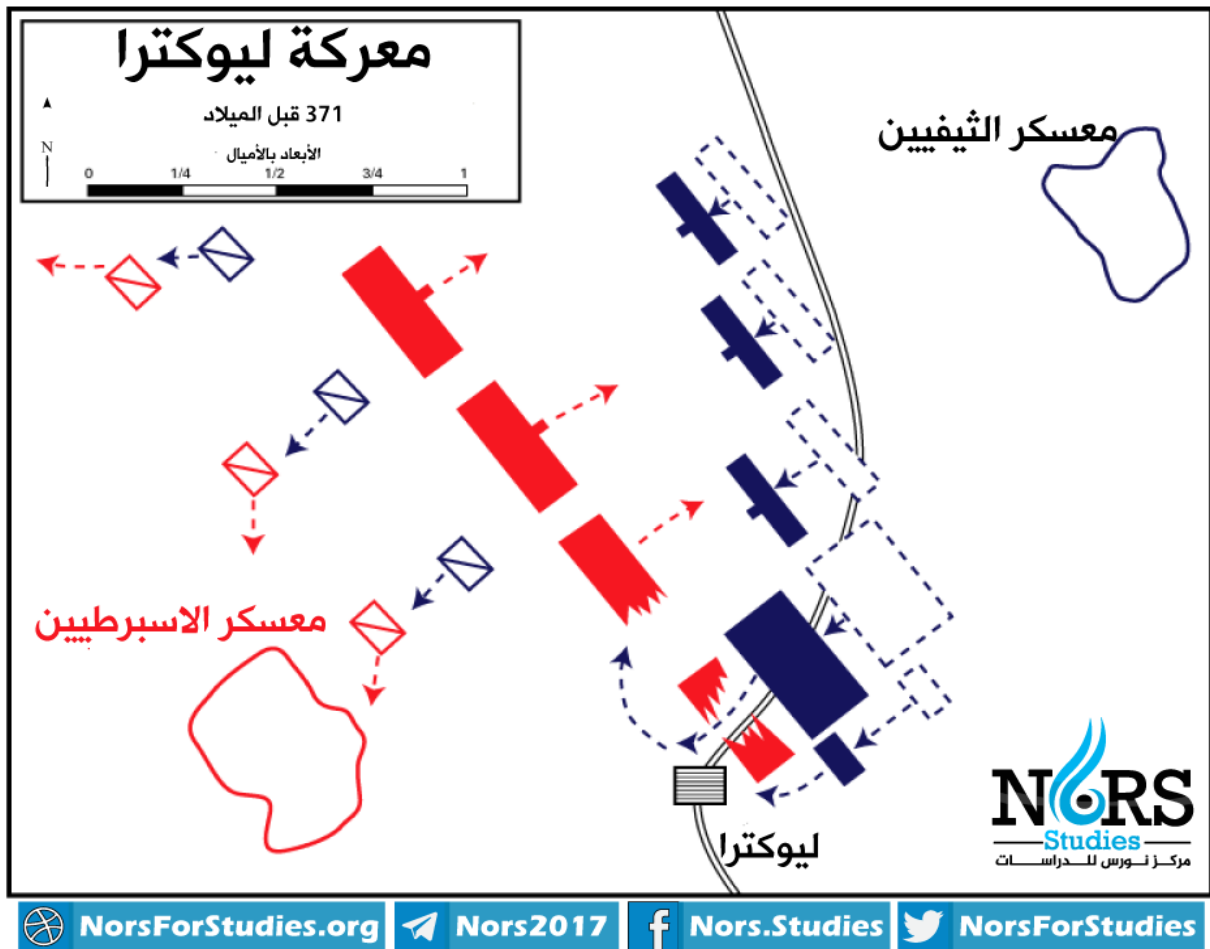 معركة ليوكترا
371 قبل الميلاد
الأبعاد بالأميال
N
0 1/4 1/2 3/4 1
معسكر الثيفيين
معسكر الاسبرطيين
ليوكترا
NORS
Studies
مركز نورس للدراسات
NorsForStudies.org
Nors2017
Nors.Studies
NorsForStudies